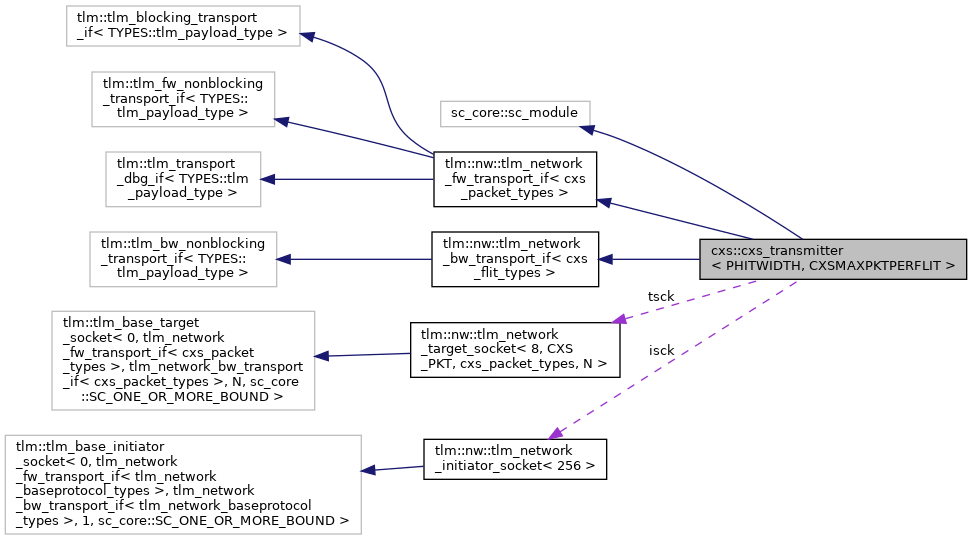 tlm::tlm_blocking_transport
_if< TYPES::tlm_payload_type >
tlm::tlm_fw_nonblocking
_transport_if< TYPES::
tlm_payload_type >
sc_core::sc_module
tlm::tlm_transport
_dbg_if< TYPES::tlm
_payload_type >
tlm::nw::tlm_network
_fw_transport_if< cxs
_packet_types >
tlm::tlm_bw_nonblocking
_transport_if< TYPES::
tlm_payload_type >
tlm::nw::tlm_network
_bw_transport_if< cxs
_flit_types >
cxs::cxs_transmitter
< PHITWIDTH, CXSMAXPKTPERFLIT >
tsck
isck
tlm::tlm_base_target
_socket< 0, tlm_network
_fw_transport_if< cxs_packet
_types >, tlm_network_bw_transport
_if< cxs_packet_types >, N, sc_core
::SC_ONE_OR_MORE_BOUND >
tlm::nw::tlm_network
_target_socket< 8, CXS
_PKT, cxs_packet_types, N >
tlm::tlm_base_initiator
_socket< 0, tlm_network
_fw_transport_if< tlm_network
_baseprotocol_types >, tlm_network
_bw_transport_if< tlm_network_baseprotocol
_types >, 1, sc_core::SC_ONE_OR_MORE_BOUND >
tlm::nw::tlm_network
_initiator_socket< 256 >